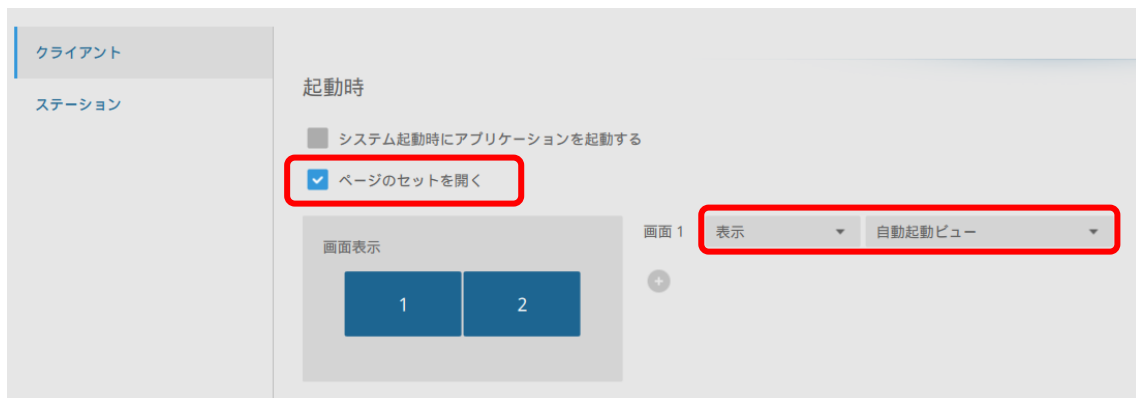 クライアント
ステーション
起動時
システム起動時にアプリケーションを起動する
ページのセットを開く
画面表示
1 2
画面 1 表示 自動起動ビュー